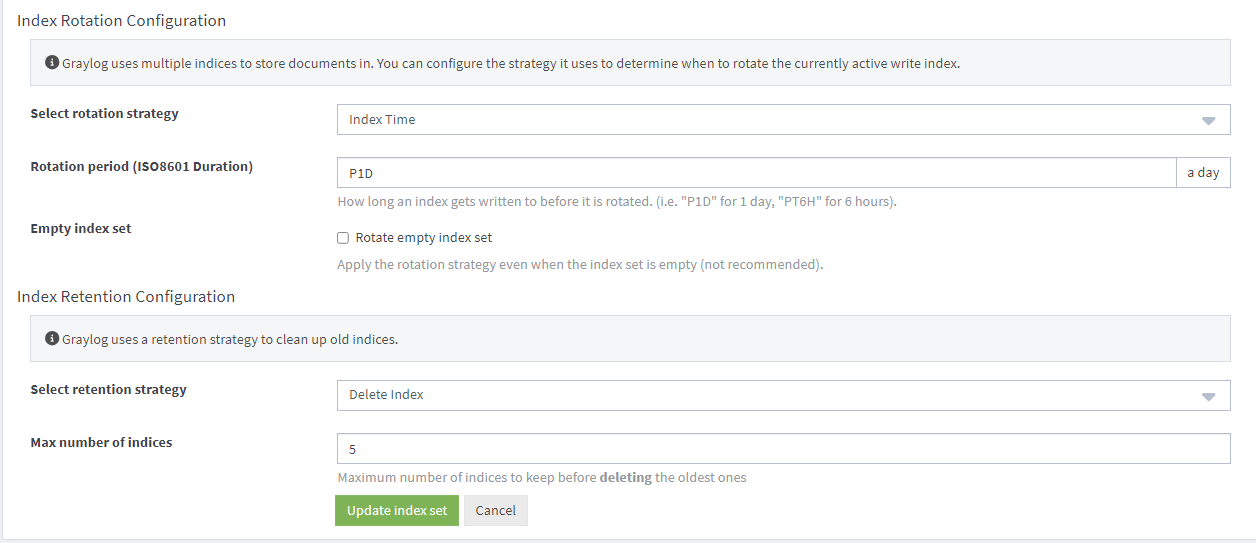 Index Rotation Configuration
Graylog uses multiple indices to store documents in. You can configure the strategy it uses to determine when to rotate the currently active write index.
Select rotation strategy
Index Time
Rotation period (ISO8601 Duration)
P1D
a day
How long an index gets written to before it is rotated. (i.e. "P1D" for 1 day, "PT6H" for 6 hours).
Empty index set
Rotate empty index set
Apply the rotation strategy even when the index set is empty (not recommended).
Index Retention Configuration
Graylog uses a retention strategy to clean up old indices.
Select retention strategy
Delete Index
Max number of indices
5
Maximum number of indices to keep before deleting the oldest ones
Update index set
Cancel